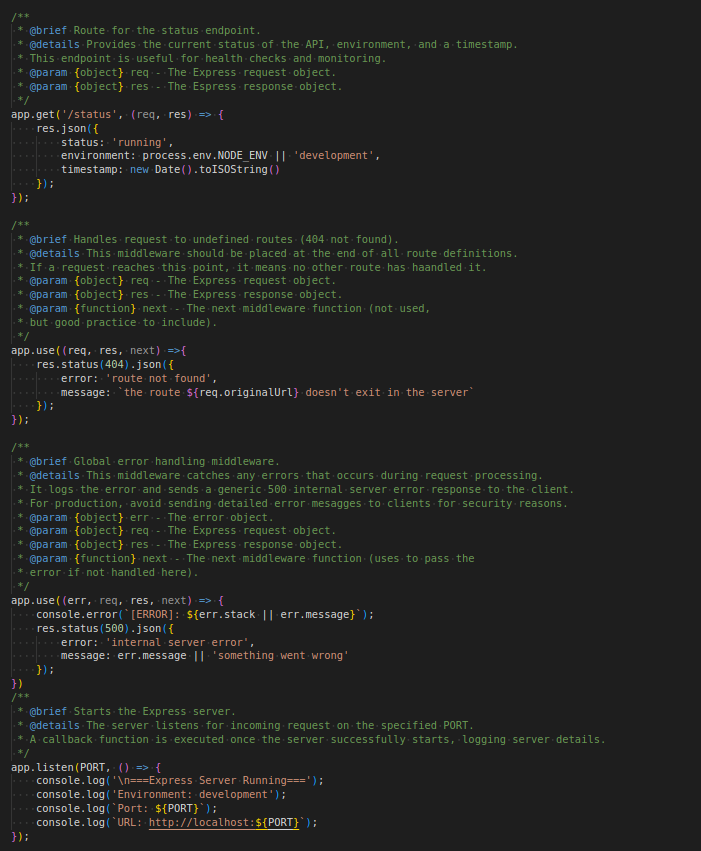 /**
 * @brief Route for the status endpoint.
 * @details Provides the current status of the API, environment, and a timestamp.
 * This endpoint is useful for health checks and monitoring.
 * @param {object} req - The Express request object.
 * @param {object} res - The Espress response object.
 */
app.get('/status', (req, res) => {
    res.json({
        status: 'running',
        environment: process.env.NODE_ENV || 'development',
        timestamp: new Date().toISOString()
    });
});

/**
 * @brief Handles request to undefined routes (404 not found).
 * @details This middleware should be placed at the end of all route definitions.
 * If a request reaches this point, it means no other route has haandled it.
 * @param {object} req - The Express request object.
 * @param {object} res - The Express response object.
 * @param {function} next - The next middleware function (not used,
 * but good practice to include).
 */
app.use((req, res, next) =>{
    res.status(404).json({
        error: 'route not found',
        message: `the route ${req.originalUrl} doesn't exit in the server`
    });
});

/**
 * @brief Global error handling middleware.
 * @details This middleware catches any errors that occurs during request processing.
 * It logs the error and sends a generic 500 internal server error response to the client.
 * For production, avoid sending detailed error mesagges to clients for security reasons.
 * @param {object} err - The error object.
 * @param {object} req - The Express request object.
 * @param {object} res - The Express response object.
 * @param {function} next - The next middleware function (uses to pass the
 * error if not handled here).
 */
app.use((err, req, res, next) => {
    console.error(`[ERROR]: ${err.stack || err.message}`);
    res.status(500).json({
        error: 'internal server error',
        message: err.message || 'something went wrong'
    });
})
/**
 * @brief Starts the Express server.
 * @details The server listens for incoming request on the specified PORT.
 * A callback function is executed once the server successfully starts, logging server details.
 */
app.listen(PORT, () => {
    console.log('\n===Express Server Running===');
    console.log('Environment: development');
    console.log(`Port: ${PORT}`);
    console.log(`URL: http://localhost:${PORT}`);
});